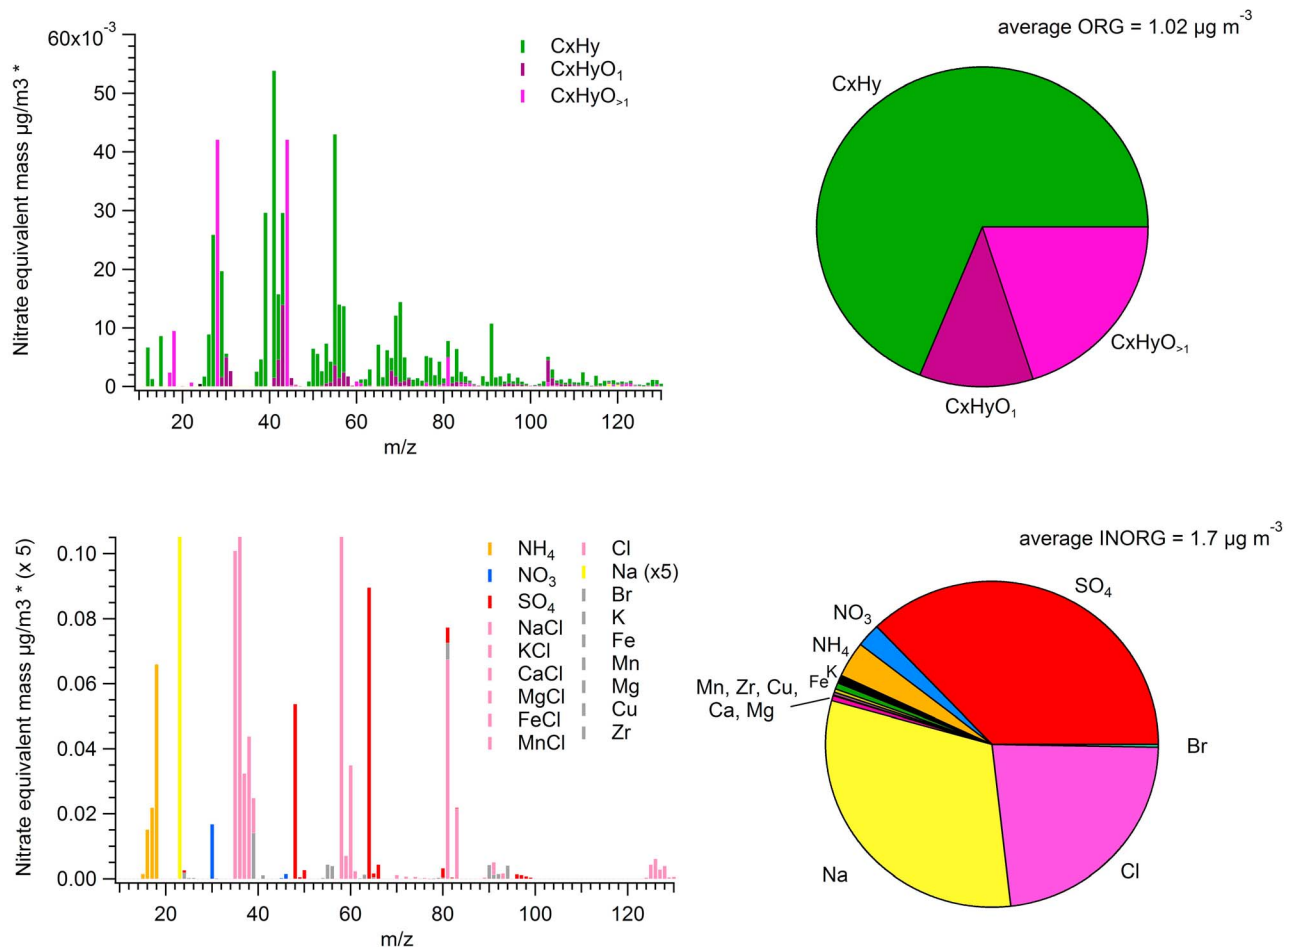 average ORG = 1.02 µg m⁻³
60x10⁻³
50
40
30
20
10
0
Nitrate equivalent mass µg/m3 *
CxHy
CxHyO₁
CxHyO>₁
20
40
60
80
100
120
m/z
CxHy
CxHyO>₁
CxHyO₁
average INORG = 1.7 µg m⁻³
0.10
0.08
0.06
0.04
0.02
0.00
Nitrate equivalent mass µg/m3 * (x 5)
NH₄
NO₃
SO₄
NaCl
KCl
CaCl
MgCl
FeCl
MnCl
Cl
Na (x5)
Br
K
Fe
Mn
Mg
Cu
Zr
20
40
60
80
100
120
m/z
SO₄
NO₃
NH₄
K
Fe
Mn, Zr, Cu,
Ca, Mg
Br
Na
Cl